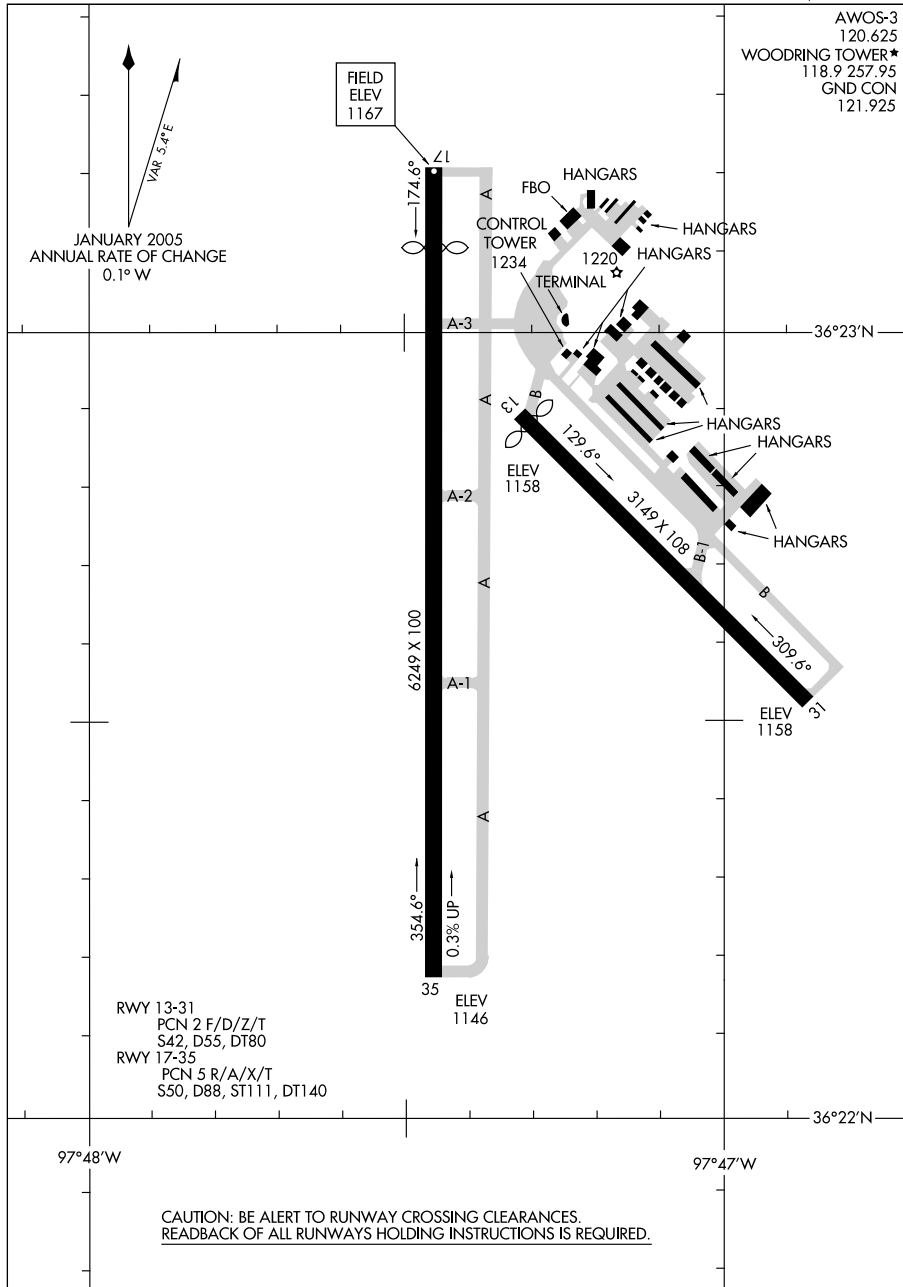 AWOS-3
120.625
WOODRING TOWER★
118.9 257.95
GND CON
121.925
FIELD
ELEV
1167
VAR 5.4° E
JANUARY 2005
ANNUAL RATE OF CHANGE
0.1° W
17
174.6°
A
HANGARS
FBO
HANGARS
CONTROL
TOWER
1234
1220
HANGARS
TERMINAL
A-3
36°23'N
A
B
13
129.6°
ELEV
1158
HANGARS
HANGARS
A-2
3149 X 108
HANGARS
B-1
A
B
6249 X 100
309.6°
A-1
31
ELEV
1158
A
354.6°
0.3% UP
35
ELEV
1146
RWY 13-31
PCN 2 F/D/Z/T
S42, D55, DT80
RWY 17-35
PCN 5 R/A/X/T
S50, D88, ST111, DT140
36°22'N
97°48'W
97°47'W
CAUTION: BE ALERT TO RUNWAY CROSSING CLEARANCES.
READBACK OF ALL RUNWAYS HOLDING INSTRUCTIONS IS REQUIRED.